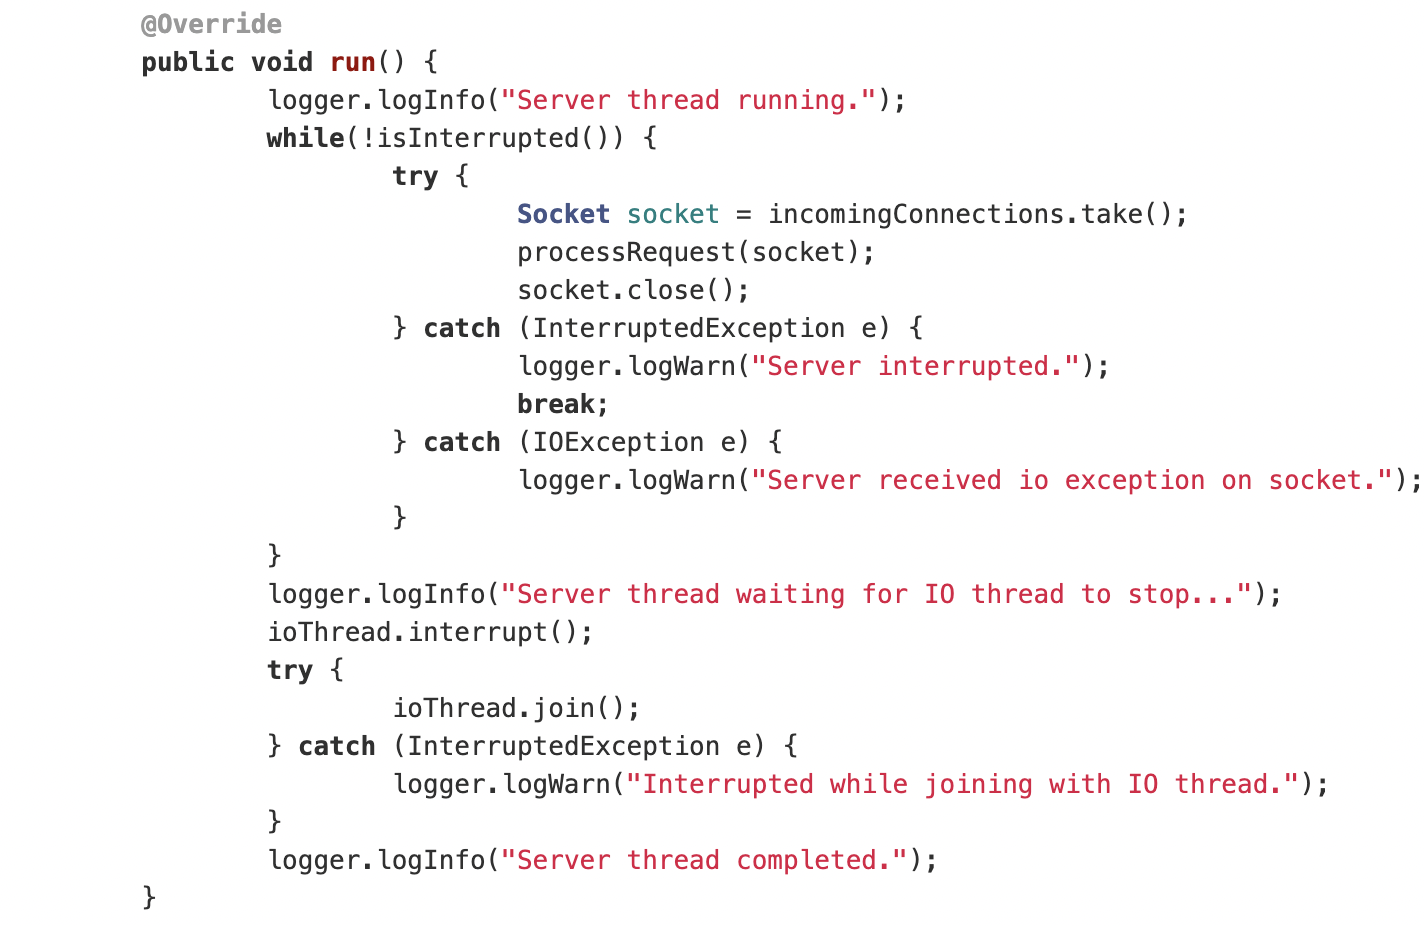 @Override
public void run() {
logger.logInfo("Server thread running.");
while(!isInterrupted()) {
try {
Socket socket = incomingConnections.take();
processRequest(socket);
socket.close();
} catch (InterruptedException e) {
logger.logWarn("Server interrupted.");
break;
} catch (IOException e) {
logger.logWarn("Server received io exception on socket.");
}
}
logger.logInfo("Server thread waiting for IO thread to stop...");
ioThread.interrupt();
try {
ioThread.join();
} catch (InterruptedException e) {
logger.logWarn("Interrupted while joining with IO thread.");
}
logger.logInfo("Server thread completed.");
}